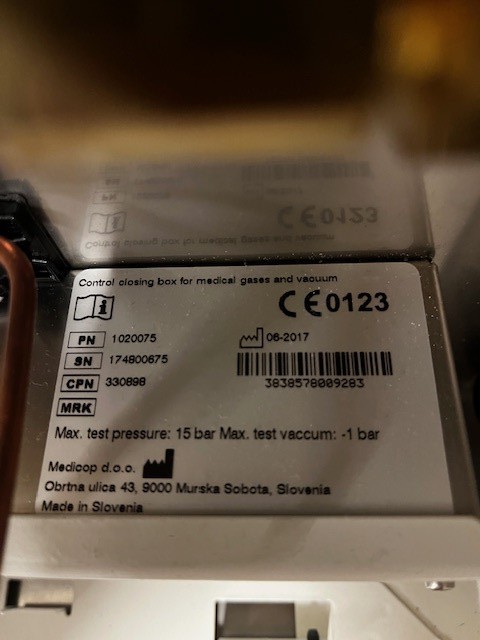 Control closing box for medical gases and vacuum
CE0123
PN 1020075
06-2017
SN 174800675
CPN 330898
3838578009283
MRK
Max. test pressure: 15 bar Max. test vaccum: -1 bar
Medicop d.o.o.
Obrtna ulica 43, 9000 Murska Sobota, Slovenia
Made in Slovenia